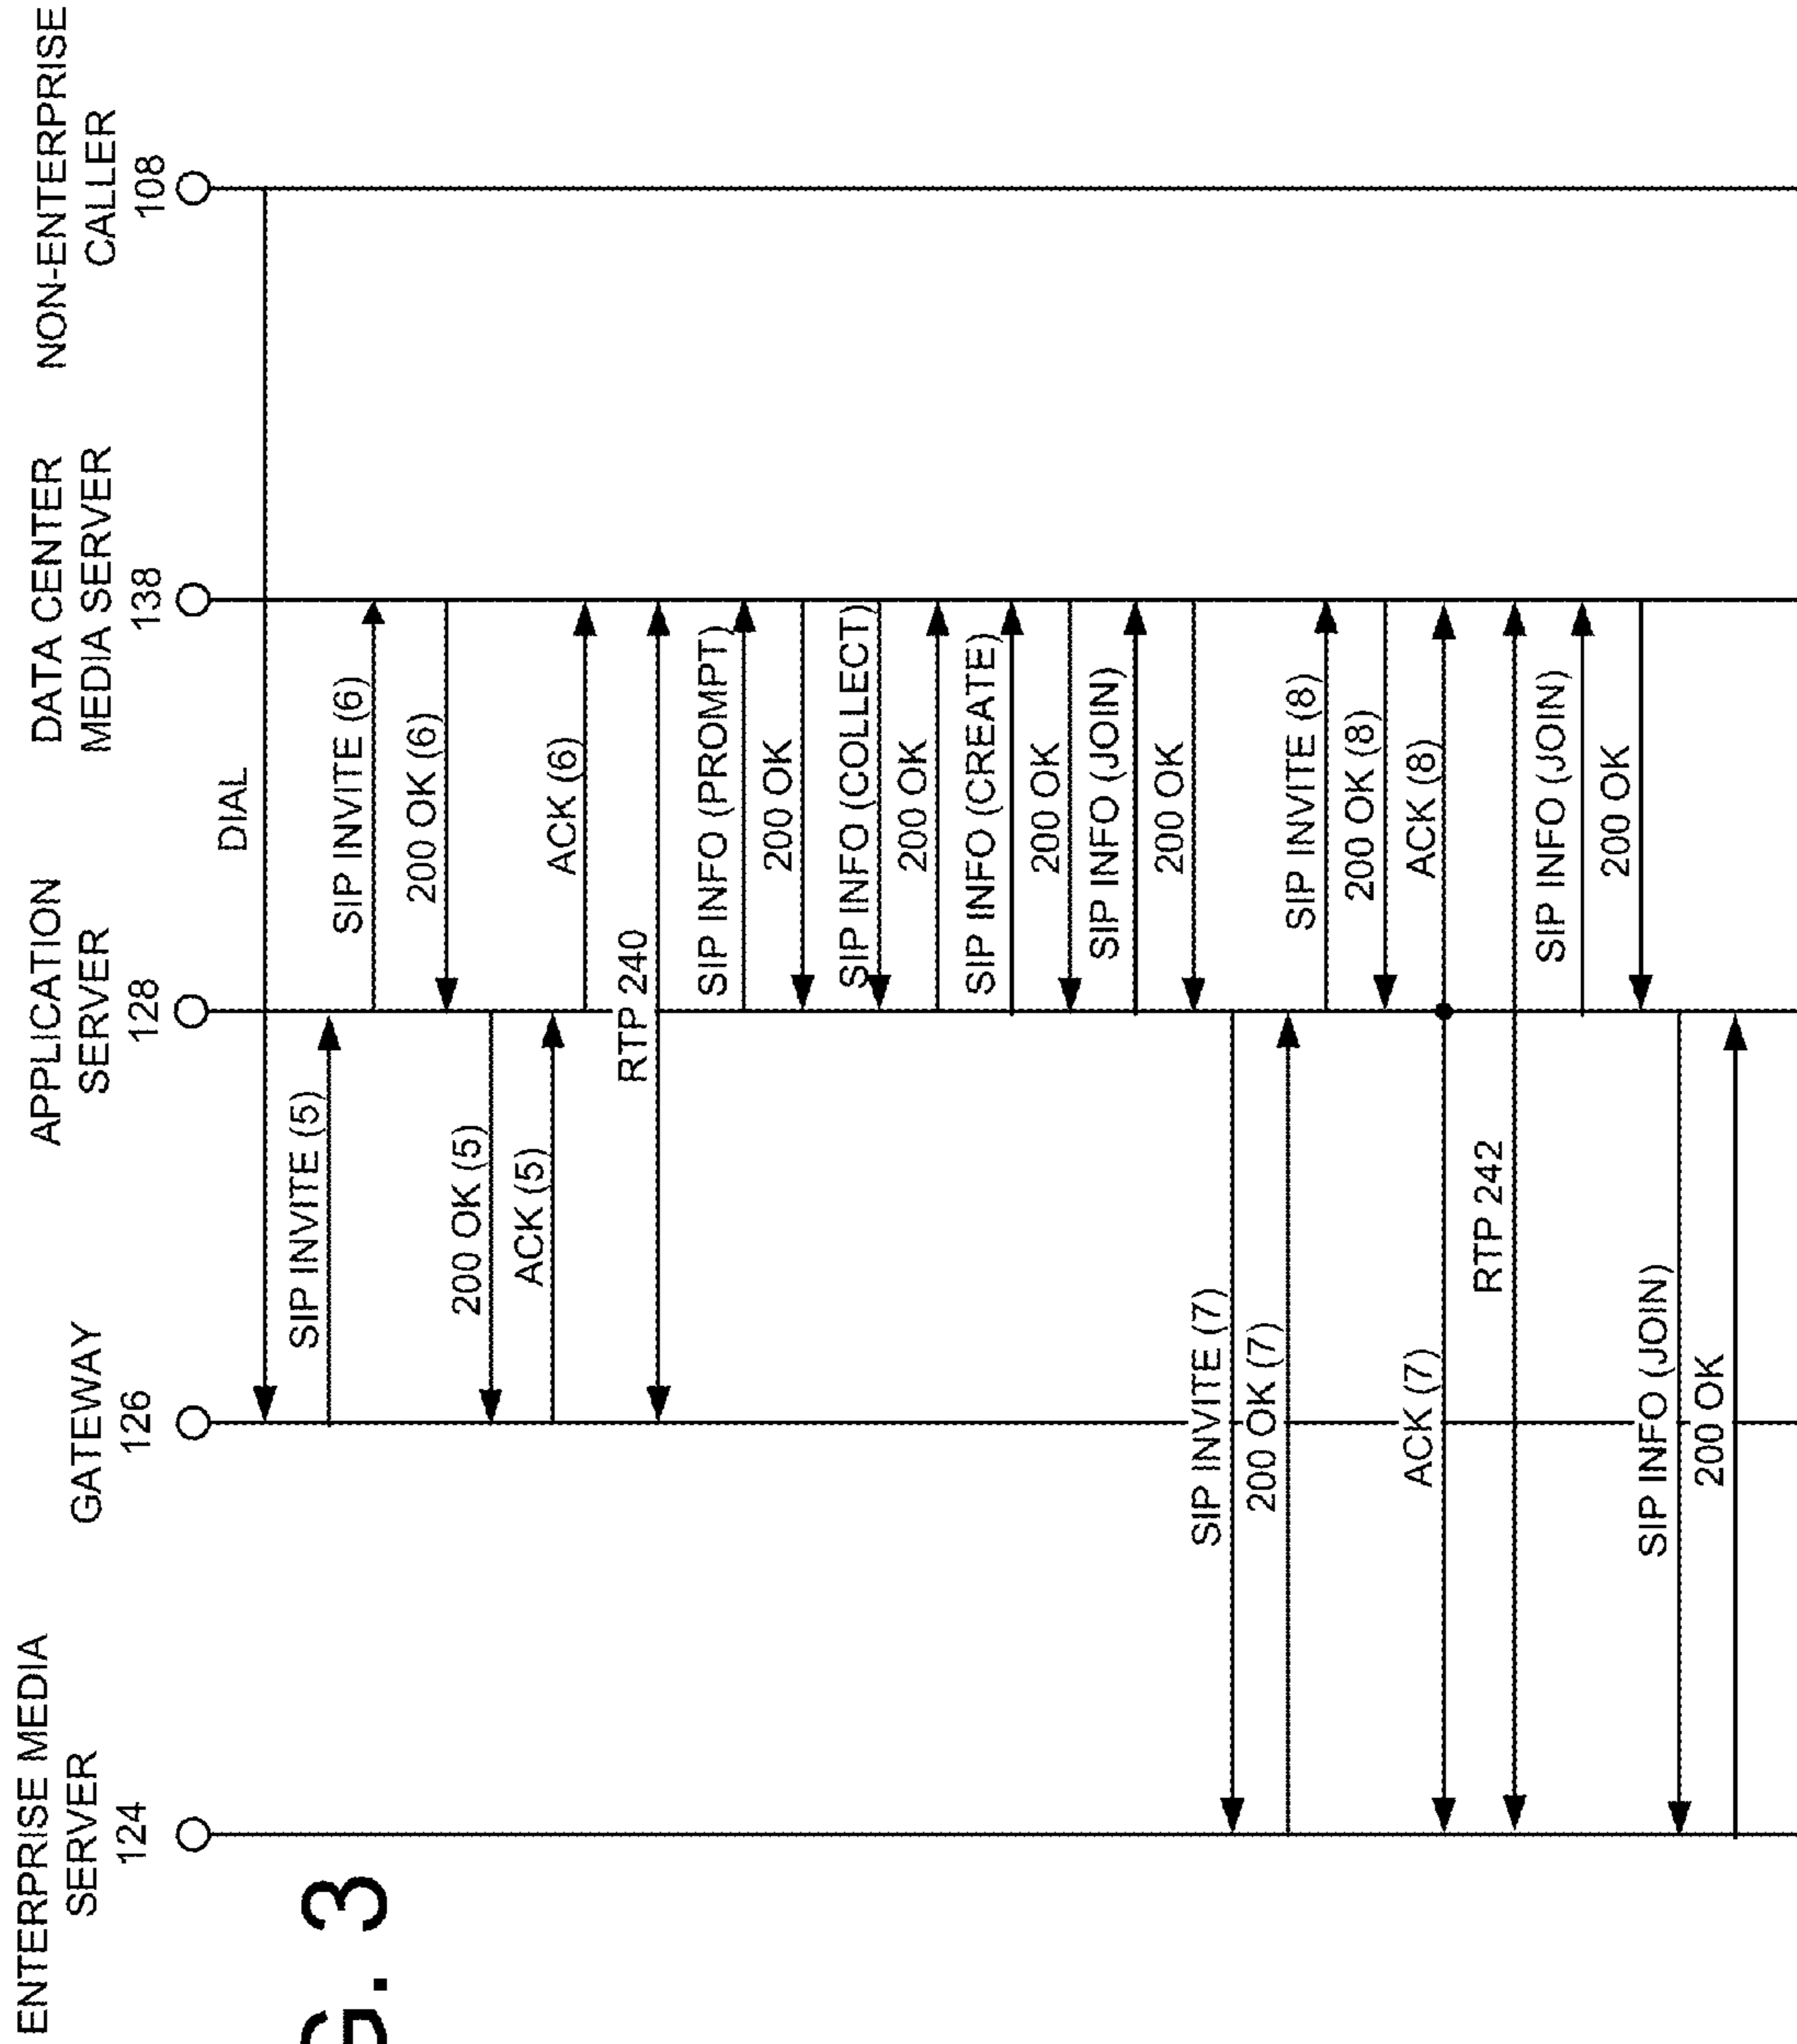 ENTERPRISE MEDIA
SERVER
124
GATEWAY
126
APPLICATION
SERVER
128
DATA CENTER
MEDIA SERVER
138
NON-ENTERPRISE
CALLER
108
DIAL
SIP INVITE (5)
SIP INVITE (6)
200 OK (6)
200 OK (5)
ACK (5)
ACK (6)
RTP 240
SIP INFO (PROMPT)
200 OK
SIP INFO (COLLECT)
200 OK
SIP INFO (CREATE)
200 OK
SIP INFO (JOIN)
200 OK
SIP INVITE (7)
200 OK (7)
SIP INVITE (8)
200 OK (8)
ACK (7)
ACK (8)
RTP 242
SIP INFO (JOIN)
200 OK
SIP INFO (JOIN)
200 OK
G. 3